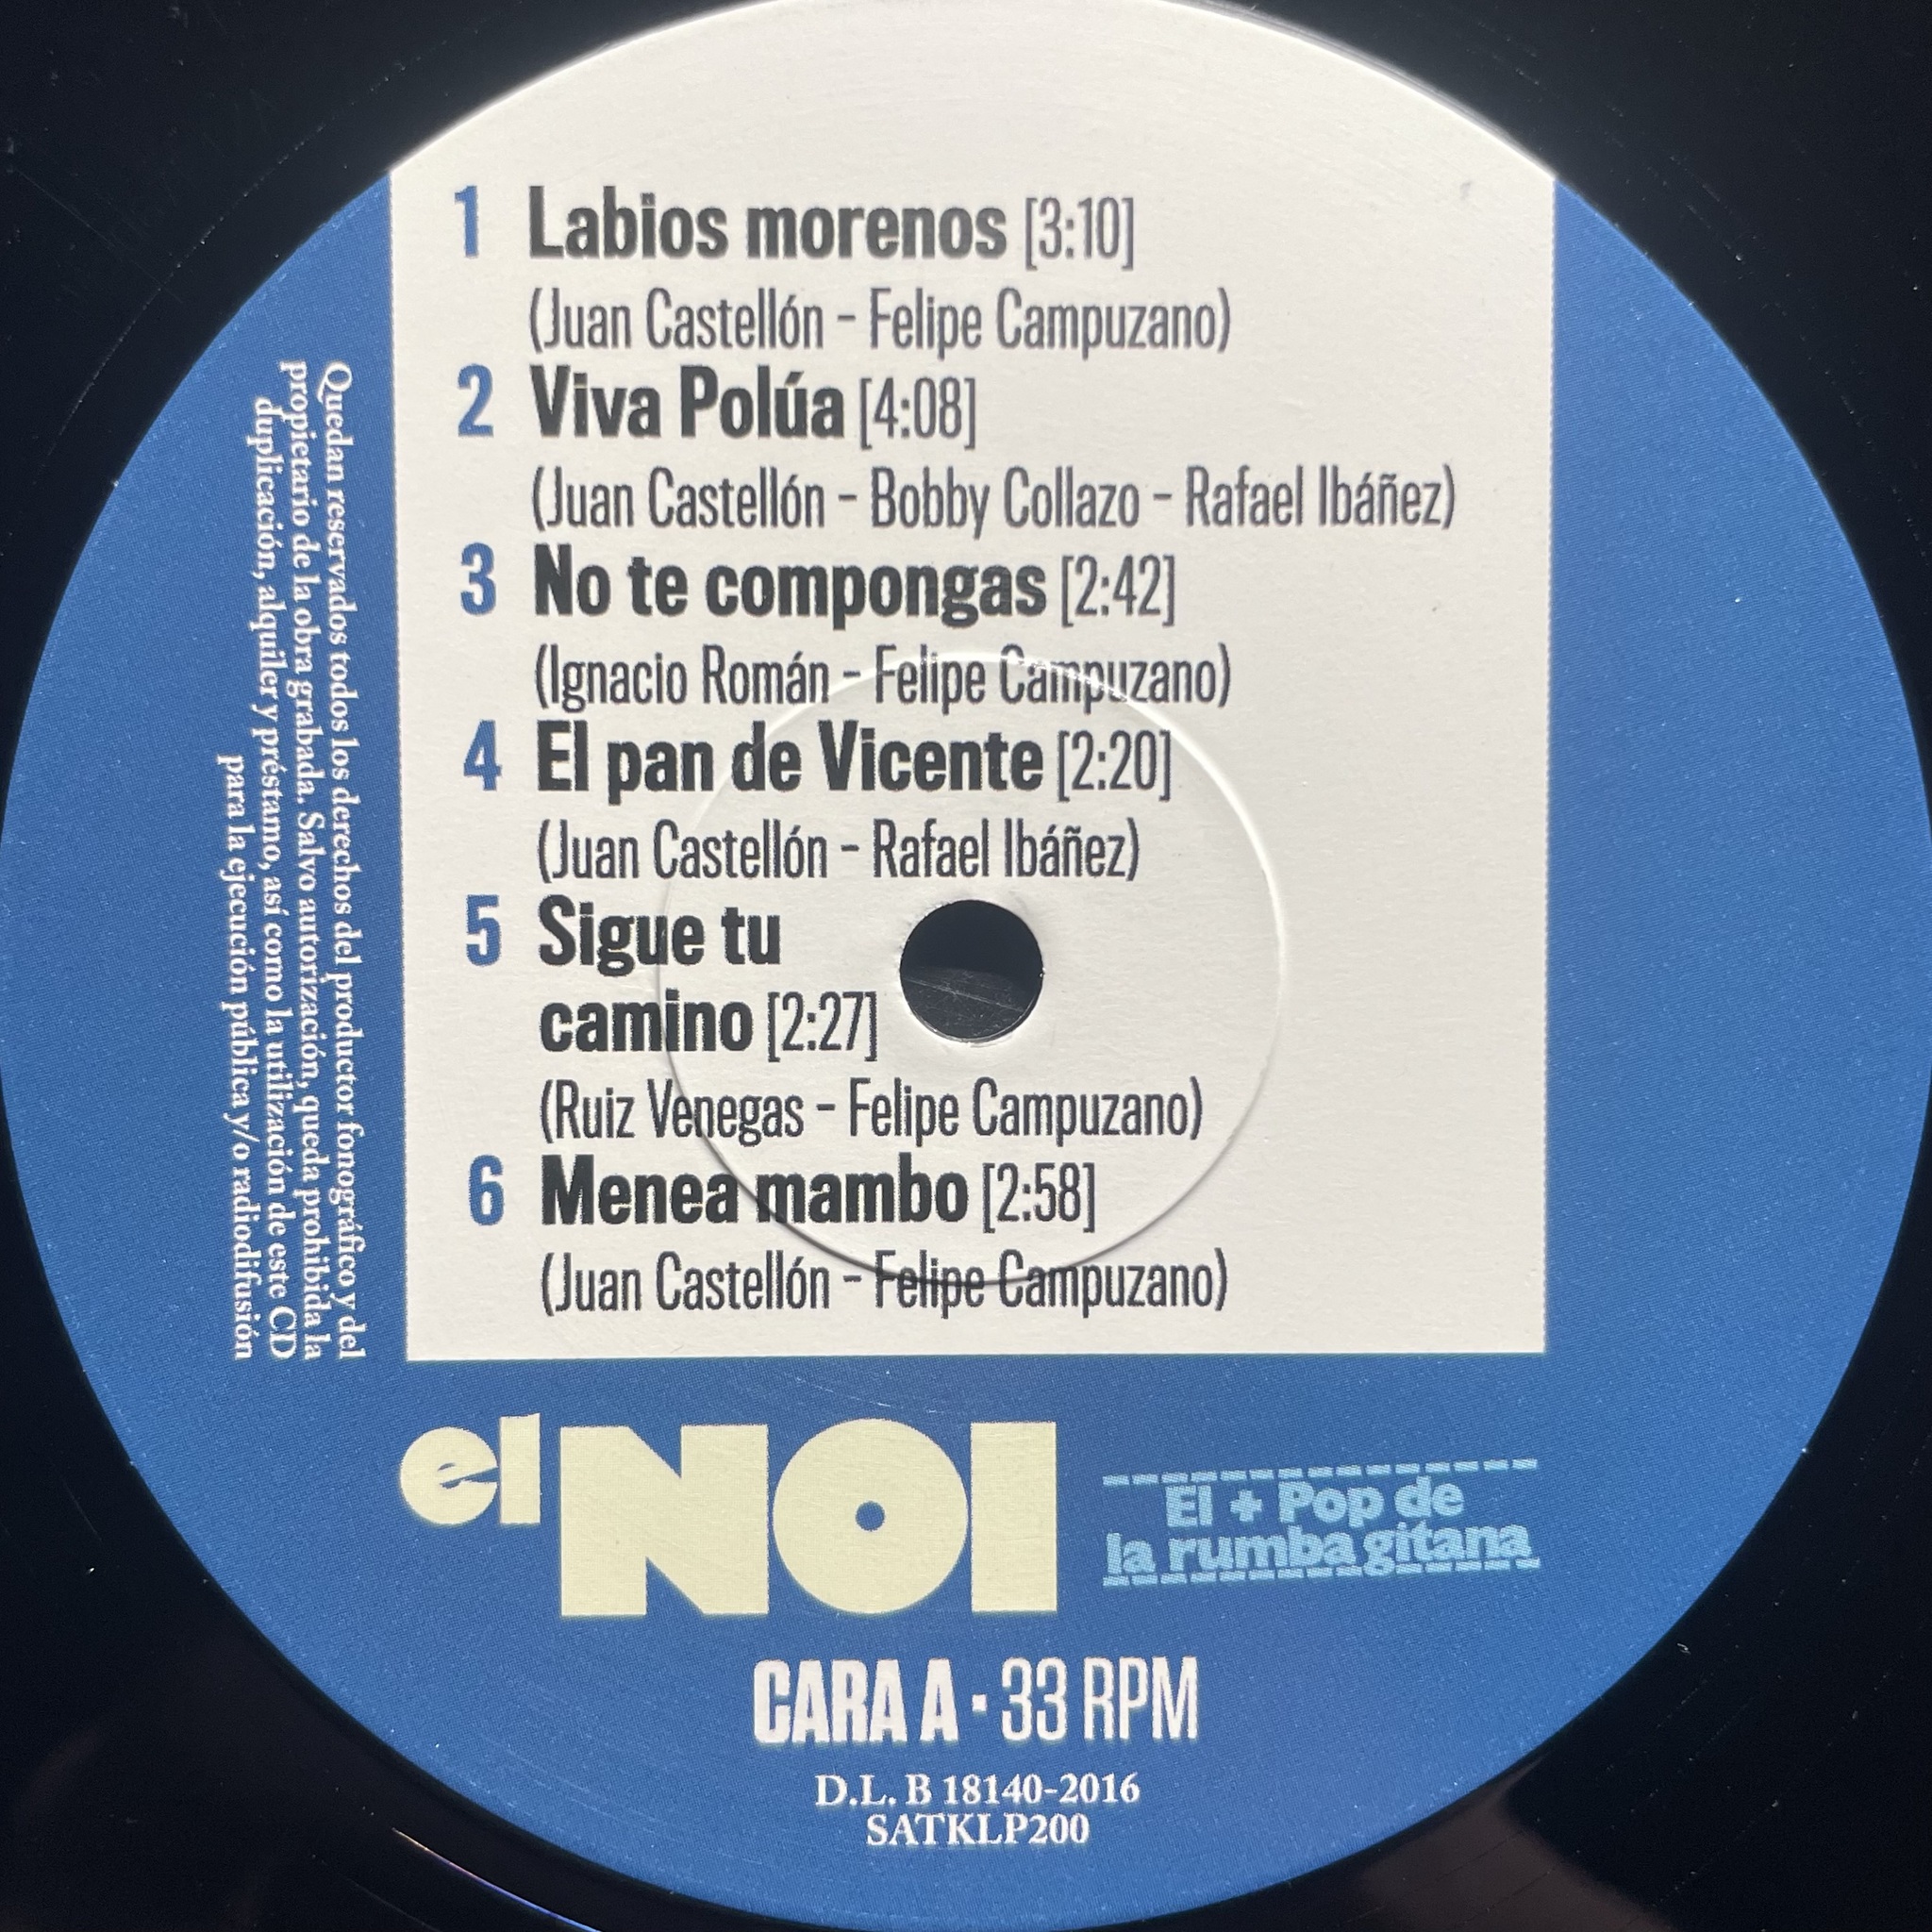 1 Labios morenos [3:10]
(Juan Castellón – Felipe Campuzano)
2 Viva Polúa [4:08]
(Juan Castellón – Bobby Collazo – Rafael Ibáñez)
3 No te compongas [2:42]
(Ignacio Román – Felipe Campuzano)
4 El pan de Vicente [2:20]
(Juan Castellón – Rafael Ibáñez)
5 Sigue tu
camino [2:27]
(Ruiz Venegas – Felipe Campuzano)
6 Menea mambo [2:58]
(Juan Castellón – Felipe Campuzano)
Quedan reservados todos los derechos del productor fonográfico y del
propietario de la obra grabada. Salvo autorización, queda prohibida la
duplicación, alquiler y préstamo, así como la utilización de este CD
para la ejecución pública y/o radiodifusión
el NOI
El + Pop de
la rumba gitana
CARA A · 33 RPM
D.L. B 18140-2016
SATKLP200